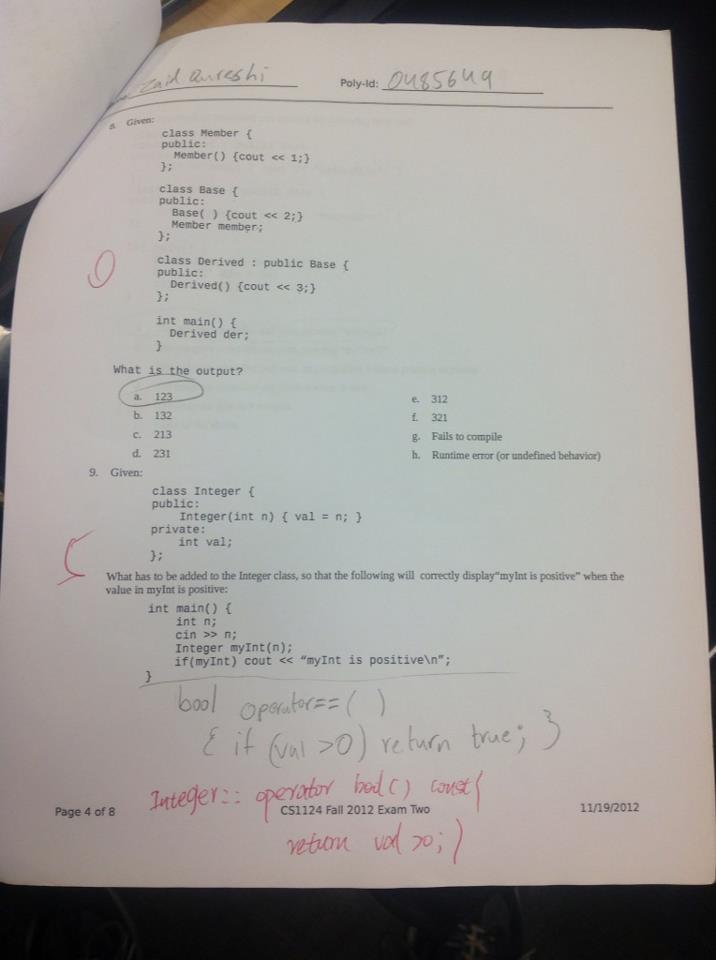 Zaid Qureshi Poly-Id: 0485649
8. Given:
class Member {
public:
Member() {cout << 1;}
};
class Base {
public:
Base( ) {cout << 2;}
Member member;
};
class Derived : public Base {
public:
Derived() {cout << 3;}
};
int main() {
Derived der;
}
What is the output?
a. 123 e. 312
b. 132 f. 321
c. 213 g. Fails to compile
d. 231 h. Runtime error (or undefined behavior)
9. Given:
class Integer {
public:
Integer(int n) { val = n; }
private:
int val;
};
What has to be added to the Integer class, so that the following will correctly display“myInt is positive” when the
value in myInt is positive:
int main() {
int n;
cin >> n;
Integer myInt(n);
if(myInt) cout << “myInt is positive\n”;
}
bool operator==( )
{ if (val >0) return true; }
Integer:: operator bool() const{
Page 4 of 8 CS1124 Fall 2012 Exam Two 11/19/2012
return val >0;}